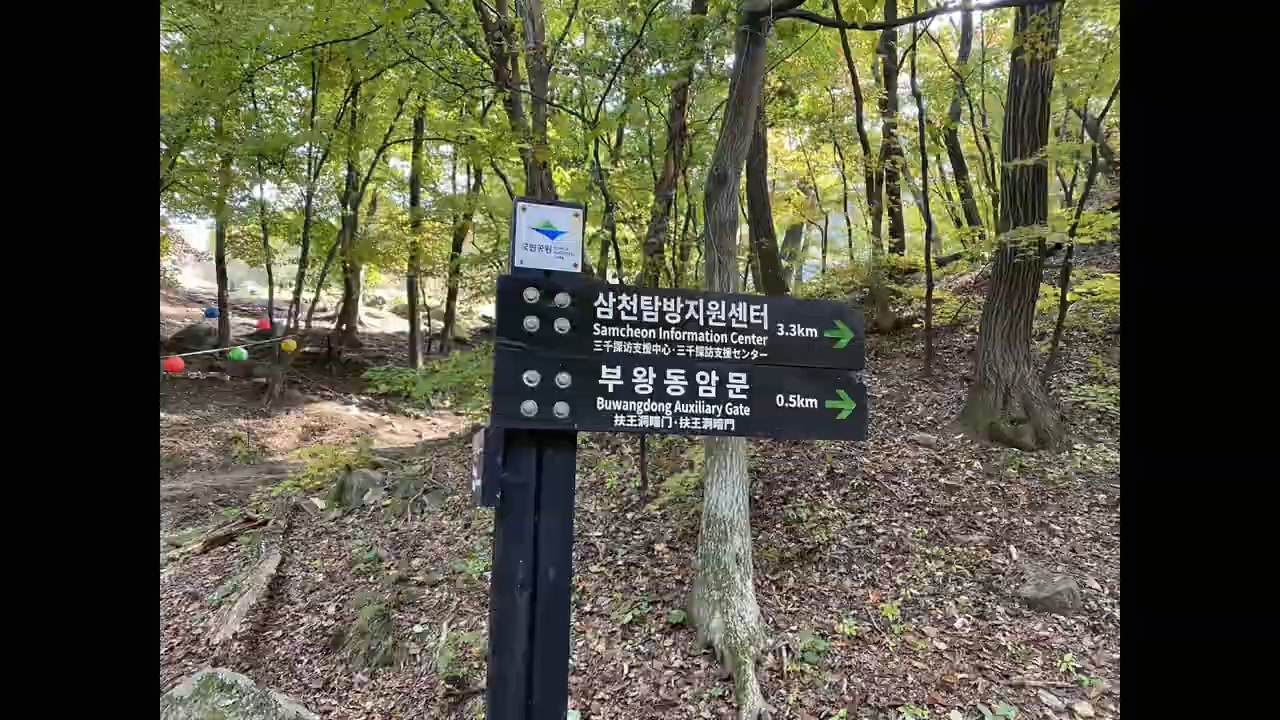 국립공원
삼천탐방지원센터
Samcheon Information Center
三千探访支援中心·三千探訪支援センター
3.3km
부왕동암문
Buwangdong Auxiliary Gate
扶王洞暗门·扶王洞暗門
0.5km